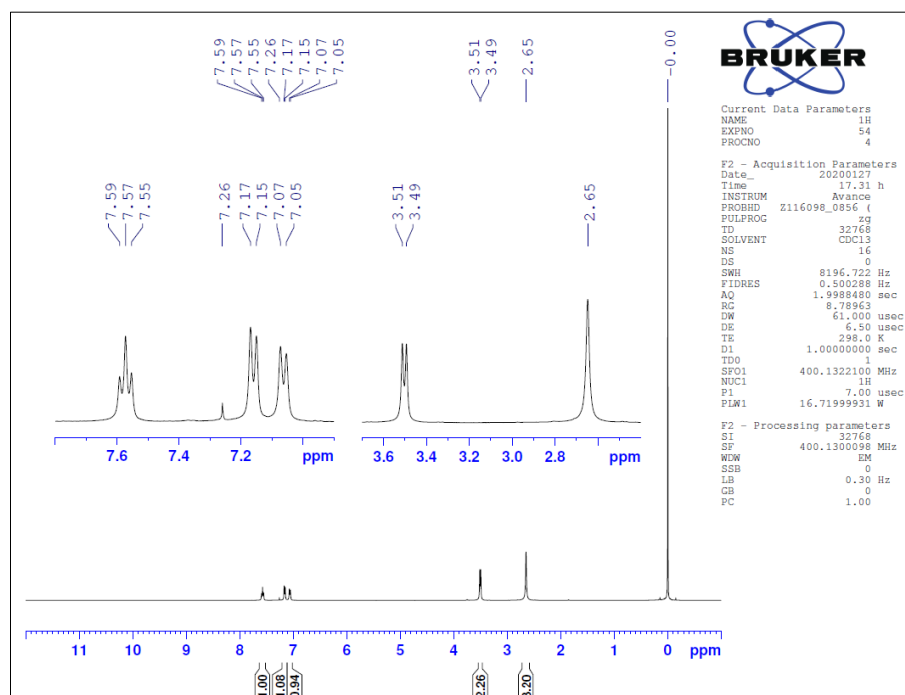 7.59
7.57
7.55
7.26
7.17
7.15
7.07
7.05
3.51
3.49
2.65
-0.00
7.59
7.57
7.55
7.26
7.17
7.15
7.07
7.05
3.51
3.49
2.65
7.6 7.4 7.2 ppm
3.6 3.4 3.2 3.0 2.8 ppm
11 10 9 8 7 6 5 4 3 2 1 0 ppm
1.00
1.08
0.94
2.26
3.20
BRUKER
Current Data Parameters
NAME 1H
EXPNO 54
PROCNO 4
F2 - Acquisition Parameters
Date_ 20200127
Time 17.31 h
INSTRUM Avance
PROBHD Z116098_0856 (
PULPROG zg
TD 32768
SOLVENT CDCl3
NS 16
DS 0
SWH 8196.722 Hz
FIDRES 0.500288 Hz
AQ 1.9988480 sec
RG 8.78963
DW 61.000 usec
DE 6.50 usec
TE 298.0 K
D1 1.00000000 sec
TD0 1
SFO1 400.1322100 MHz
NUC1 1H
P1 7.00 usec
PLW1 16.71999931 W
F2 - Processing parameters
SI 32768
SF 400.1300098 MHz
WDW EM
SSB 0
LB 0.30 Hz
GB 0
PC 1.00